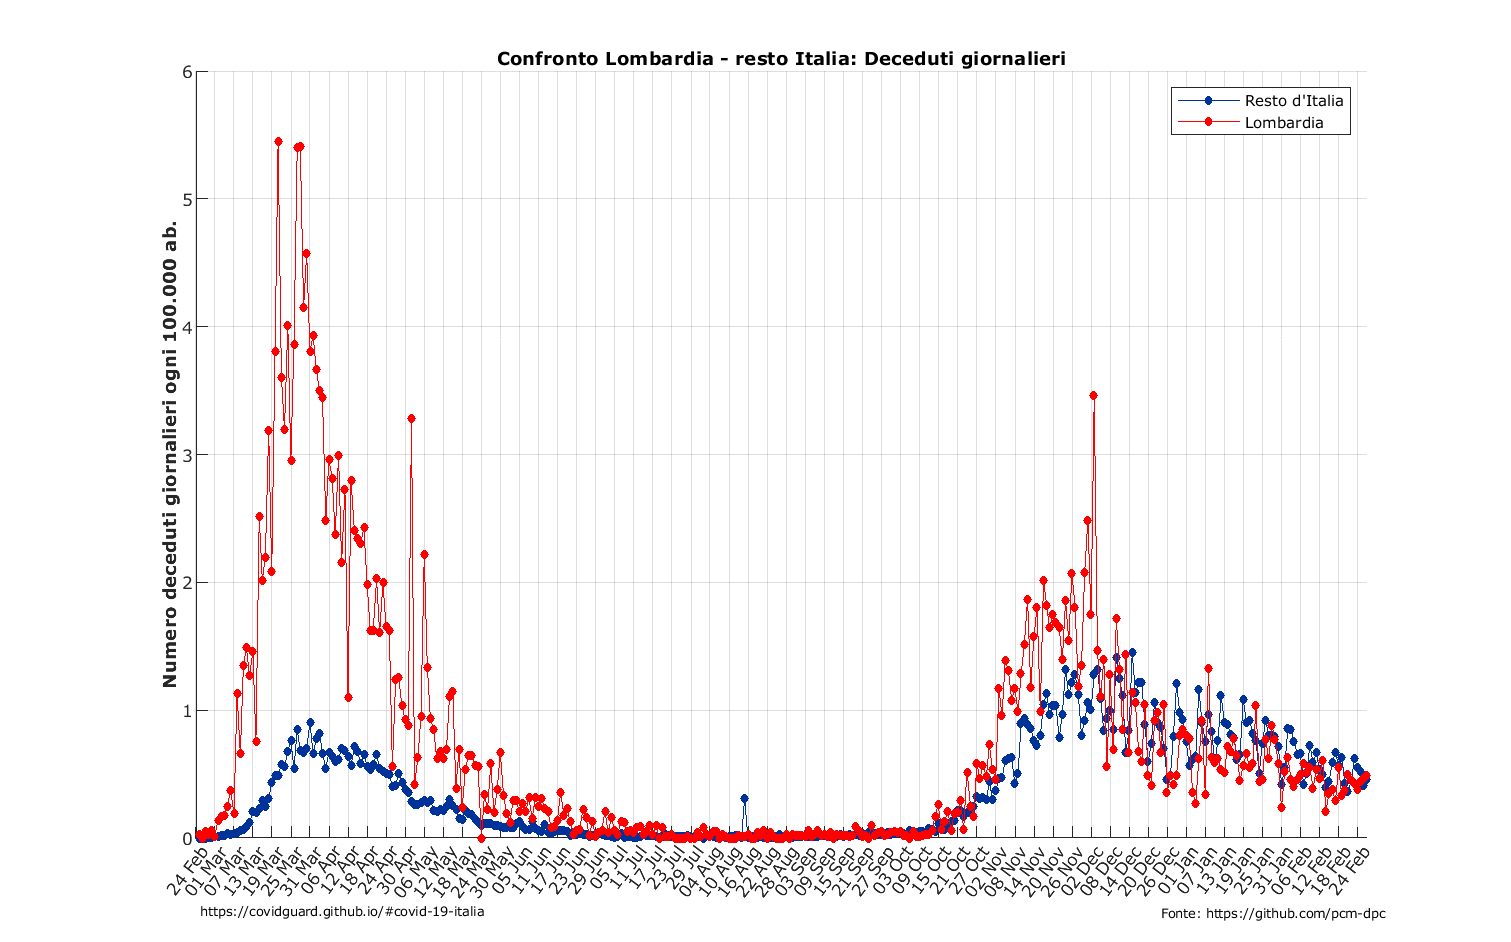 Confronto Lombardia - resto Italia: Deceduti giornalieri
Resto d'Italia
Lombardia
Numero deceduti giornalieri ogni 100.000 ab.
6
5
4
3
2
1
0
24 Feb
01 Mar
07 Mar
13 Mar
19 Mar
25 Mar
31 Mar
06 Apr
12 Apr
18 Apr
24 Apr
30 Apr
06 May
12 May
18 May
24 May
30 May
05 Jun
11 Jun
17 Jun
23 Jun
29 Jun
05 Jul
11 Jul
17 Jul
23 Jul
29 Jul
04 Aug
10 Aug
16 Aug
22 Aug
28 Aug
03 Sep
09 Sep
15 Sep
21 Sep
27 Sep
03 Oct
09 Oct
15 Oct
21 Oct
27 Oct
02 Nov
08 Nov
14 Nov
20 Nov
26 Nov
02 Dec
08 Dec
14 Dec
20 Dec
26 Dec
01 Jan
07 Jan
13 Jan
19 Jan
25 Jan
31 Jan
06 Feb
12 Feb
18 Feb
24 Feb
https://covidguard.github.io/#covid-19-italia
Fonte: https://github.com/pcm-dpc